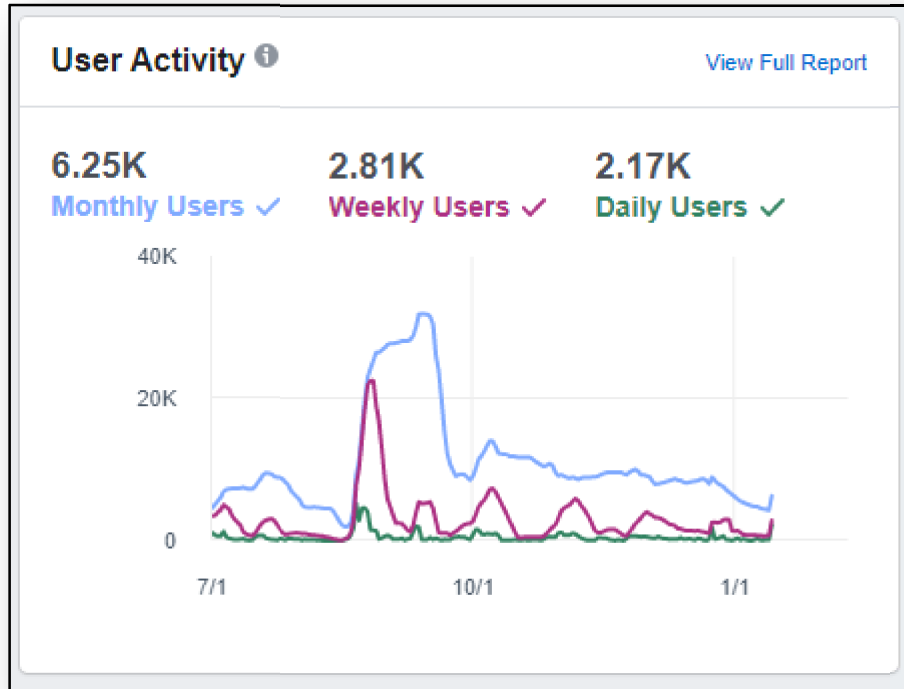 User Activity
View Full Report
6.25K 2.81K 2.17K
Monthly Users Weekly Users Daily Users
40K
20K
0
7/1 10/1 1/1